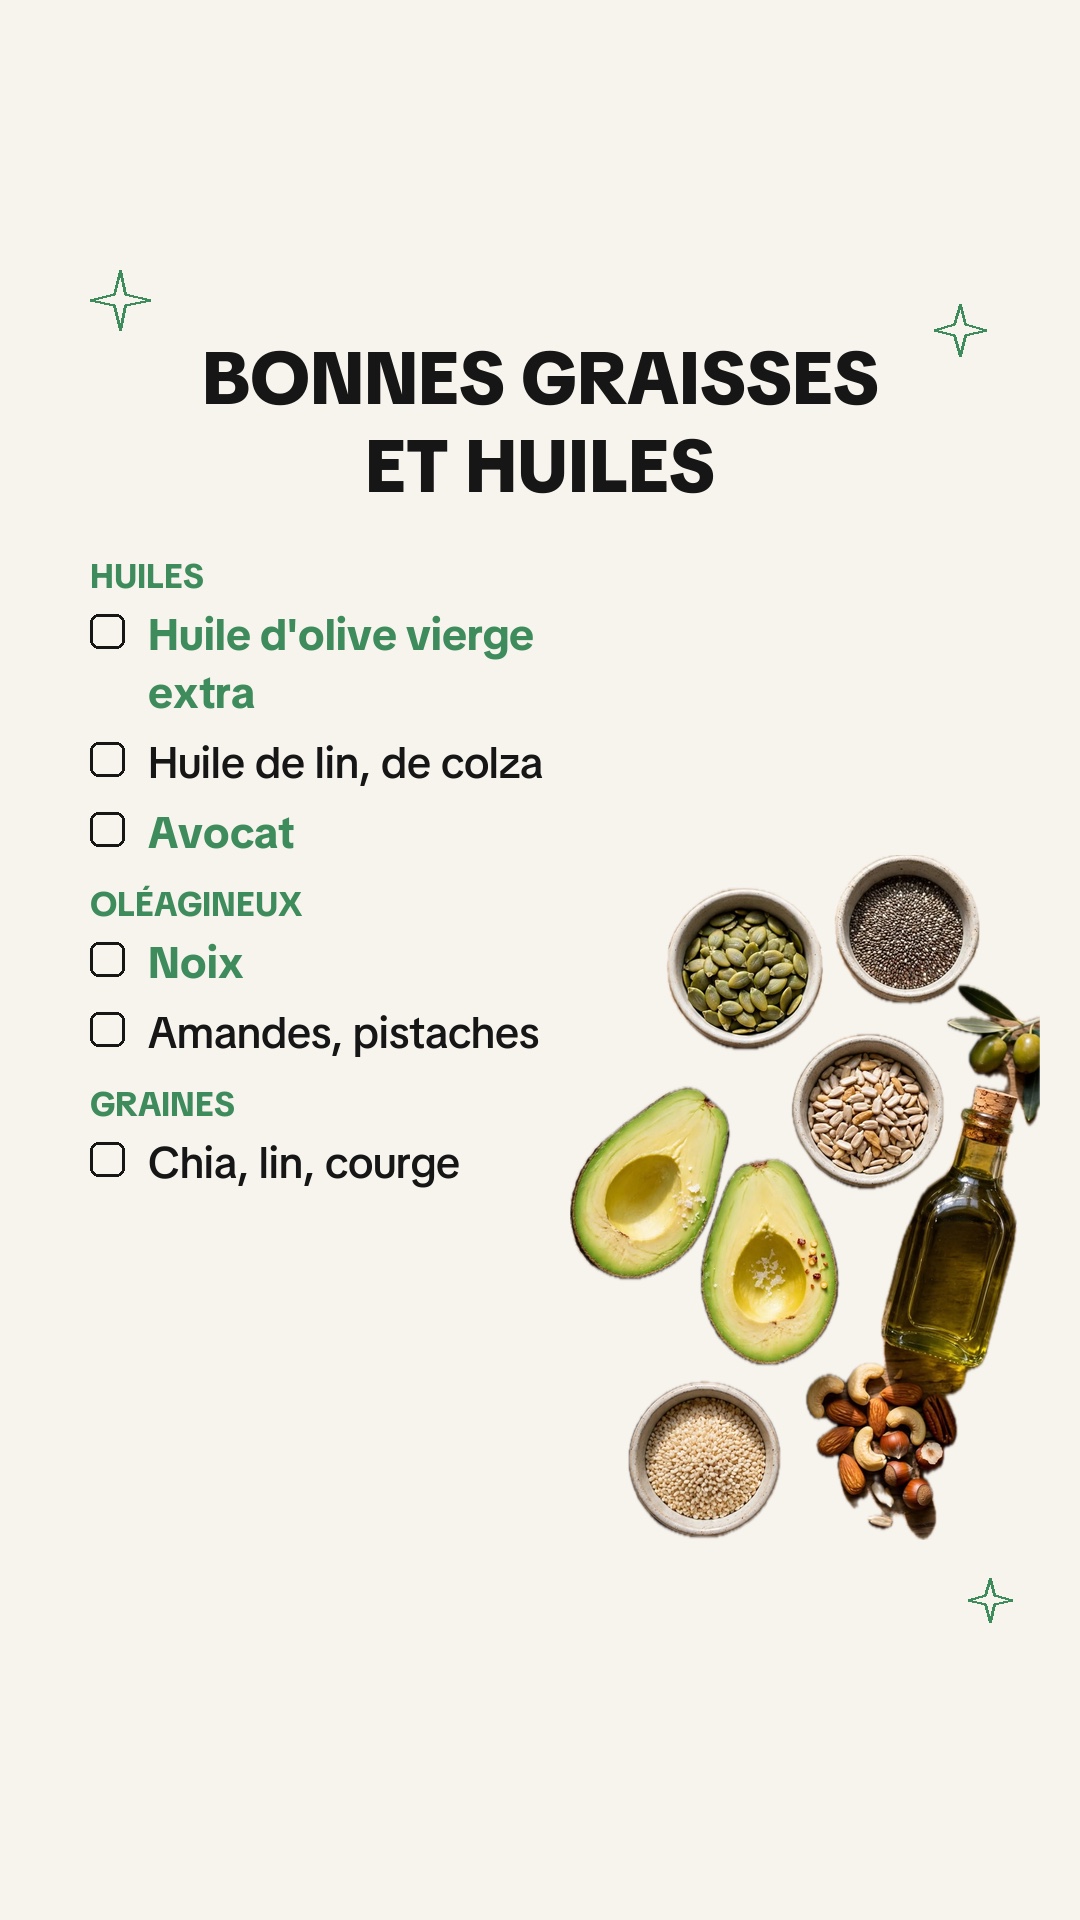 BONNES GRAISSES
ET HUILES
HUILES
Huile d'olive vierge
extra
Huile de lin, de colza
Avocat
OLÉAGINEUX
Noix
Amandes, pistaches
GRAINES
Chia, lin, courge